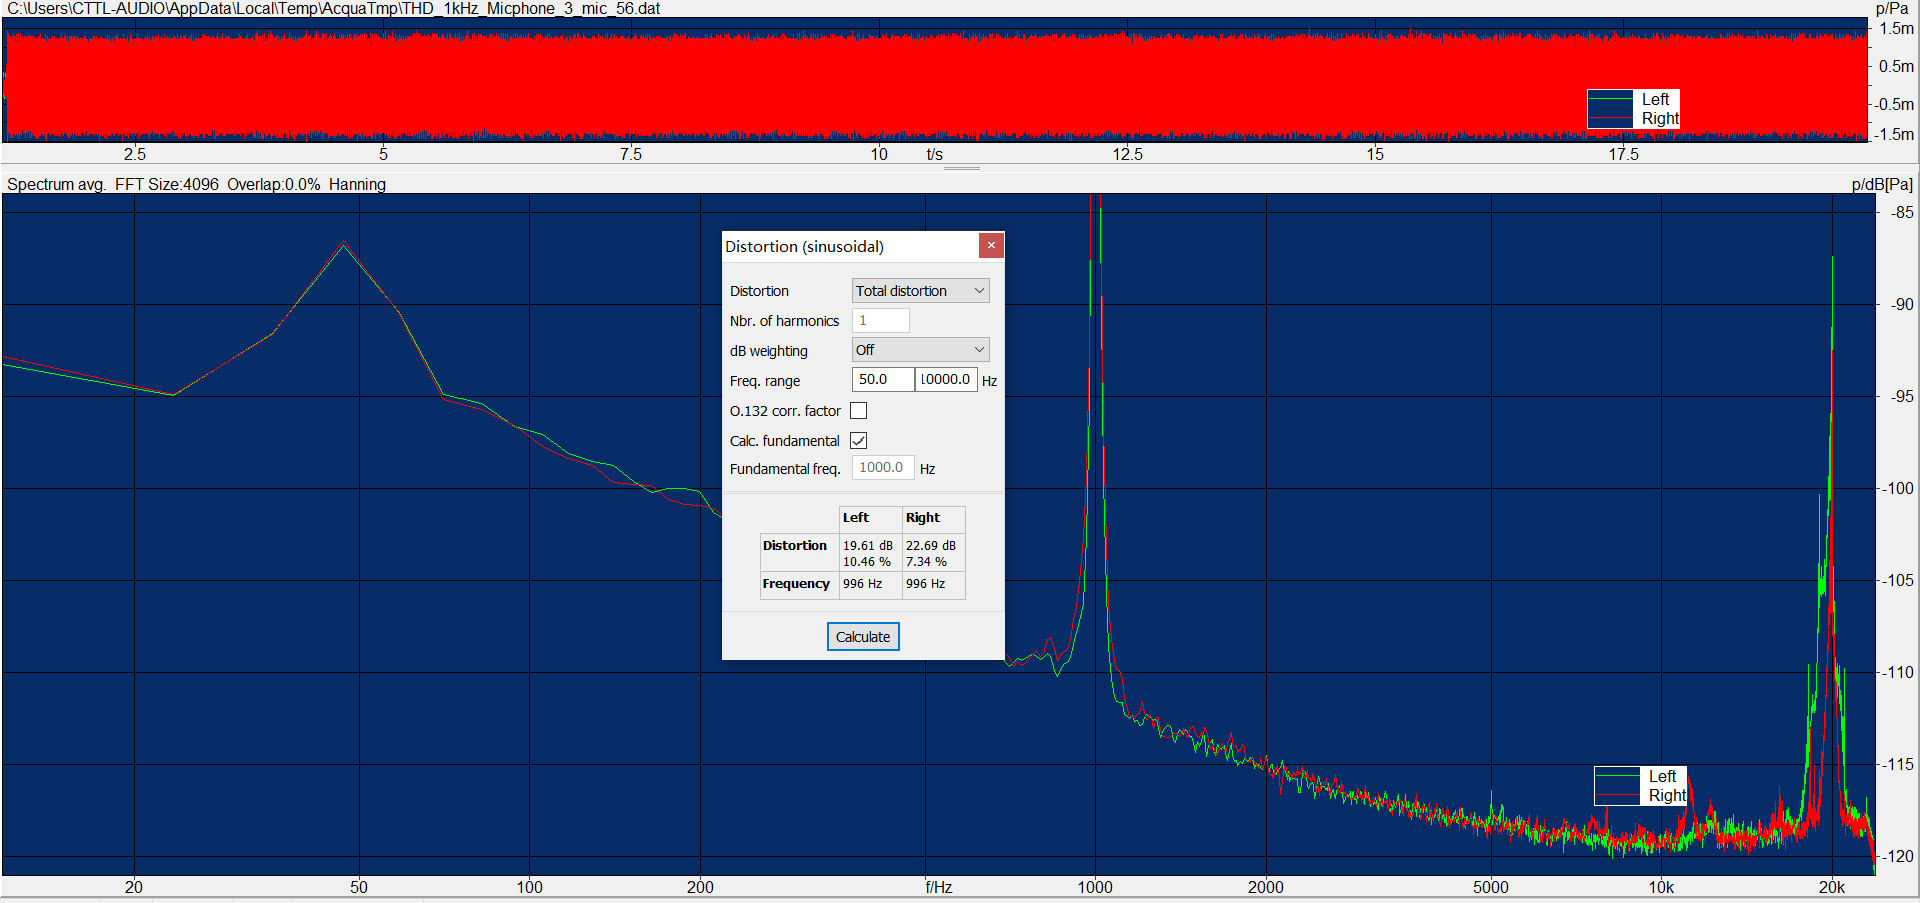 C:\Users\CTTL-AUDIO\AppData\Local\Temp\AcquaTmp\THD_1kHz_Micphone_3_mic_56.dat p/Pa
1.5m
0.5m
-0.5m
-1.5m
Left
Right
2.5 5 7.5 10 t/s 12.5 15 17.5
Spectrum avg. FFT Size:4096 Overlap:0.0% Hanning p/dB[Pa]
-85
-90
-95
-100
-105
-110
-115
-120
Distortion (sinusoidal)
Distortion Total distortion
Nbr. of harmonics 1
dB weighting Off
Freq. range 50.0 10000.0 Hz
O.132 corr. factor
Calc. fundamental
Fundamental freq. 1000.0 Hz
Left Right
Distortion 19.61 dB 22.69 dB
10.46 % 7.34 %
Frequency 996 Hz 996 Hz
Calculate
Left
Right
20 50 100 200 f/Hz 1000 2000 5000 10k 20k